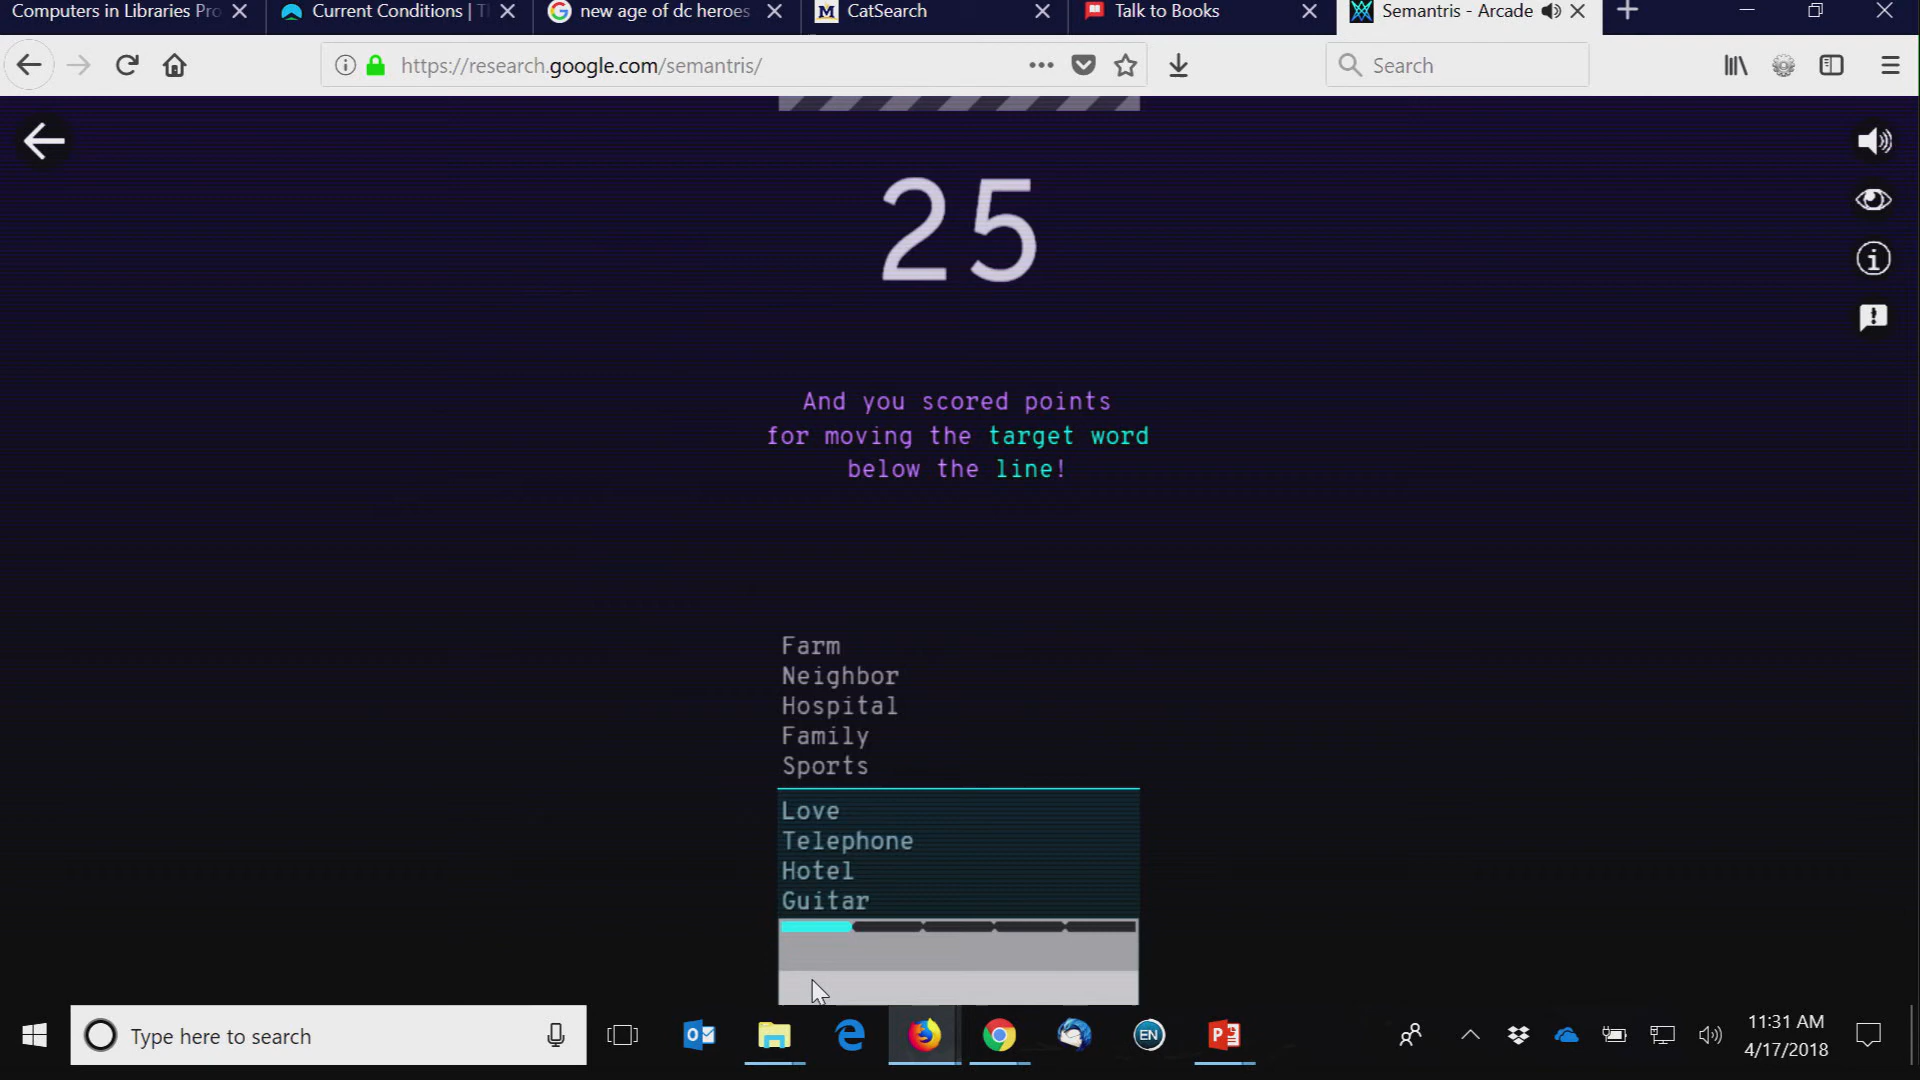 Computers in Libraries Pro
Current Conditions | T
new age of dc heroes
CatSearch
Talk to Books
Semantris - Arcade
https://research.google.com/semantris/
Search
25
And you scored points
for moving the target word
below the line!
Farm
Neighbor
Hospital
Family
Sports
Love
Telephone
Hotel
Guitar
Type here to search
EN
11:31 AM
4/17/2018